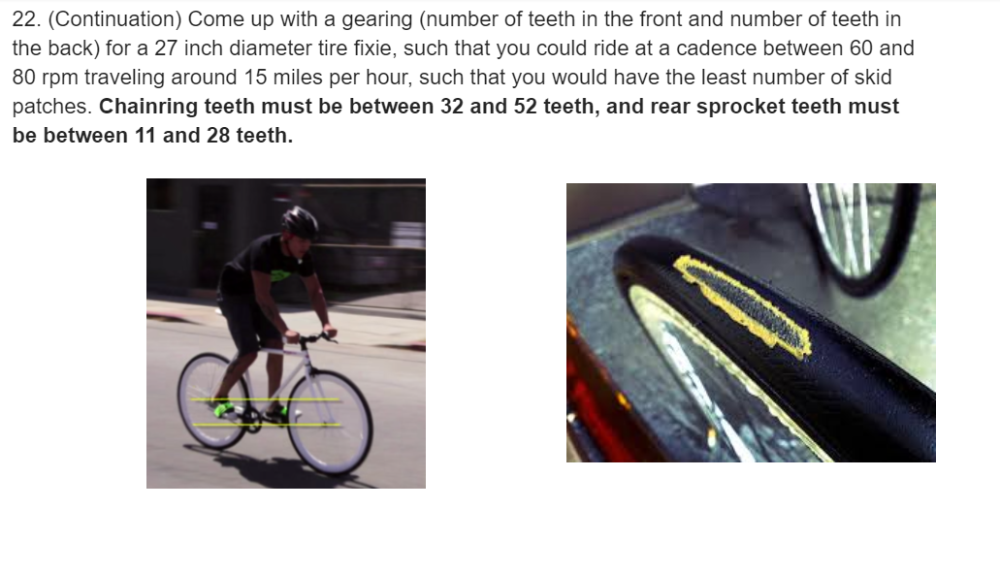 22. (Continuation) Come up with a gearing (number of teeth in the front and number of teeth in
the back) for a 27 inch diameter tire fixie, such that you could ride at a cadence between 60 and
80 rpm traveling around 15 miles per hour, such that you would have the least number of skid
patches. Chainring teeth must be between 32 and 52 teeth, and rear sprocket teeth must
be between 11 and 28 teeth.